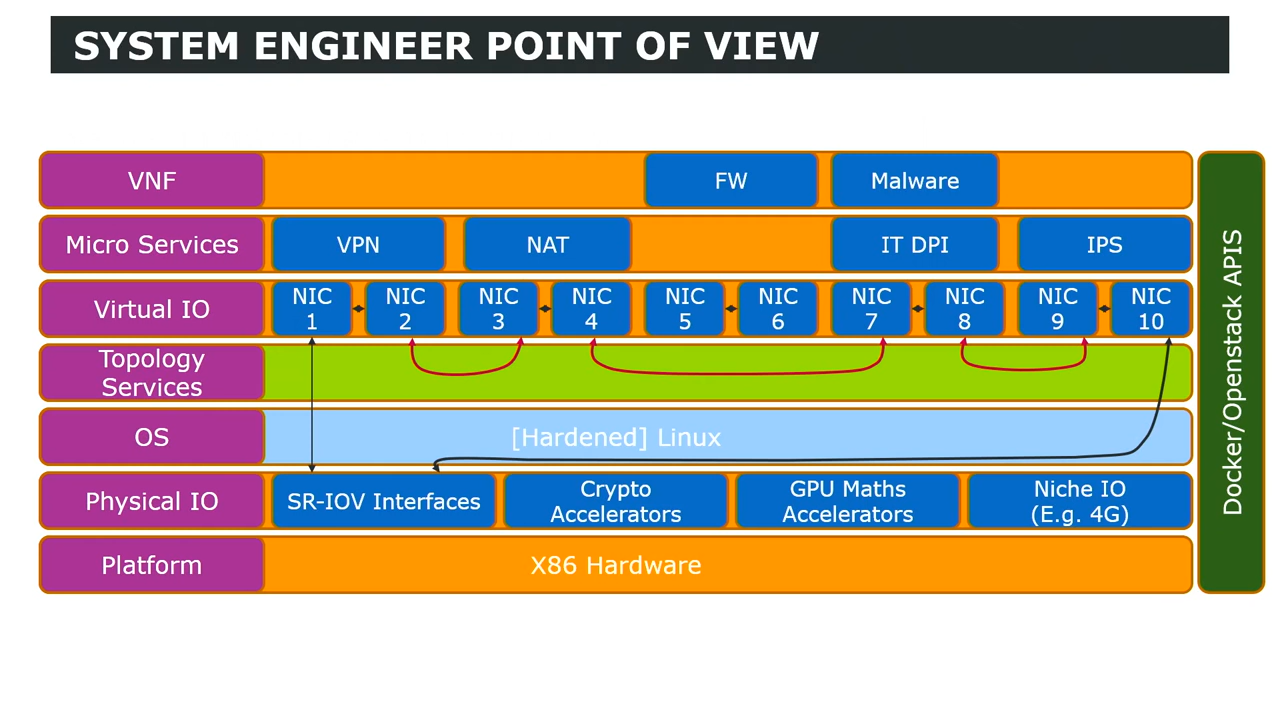 SYSTEM ENGINEER POINT OF VIEW
VNF
FW
Malware
Micro Services
VPN
NAT
IT DPI
IPS
Virtual IO
NIC
1
NIC
2
NIC
3
NIC
4
NIC
5
NIC
6
NIC
7
NIC
8
NIC
9
NIC
10
Topology
Services
OS
[Hardened] Linux
Physical IO
SR-IOV Interfaces
Crypto
Accelerators
GPU Maths
Accelerators
Niche IO
(E.g. 4G)
Platform
X86 Hardware
Docker/Openstack APIS